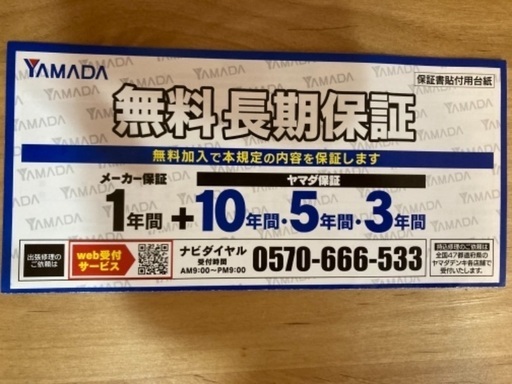 YAMADA
保証書貼付用台紙
無料長期保証
無料加入で本規定の内容を保証します
メーカー保証
1年間
ヤマダ保証
+10年間・5年間・3年間
出張修理の
ご依頼は
web受付
サービス
ナビダイヤル
受付時間
AM9:00〜PM9:00
0570-666-533
持込修理のご依頼は
全国47都道府県の
ヤマダデンキ各店舗で
受付いたします。